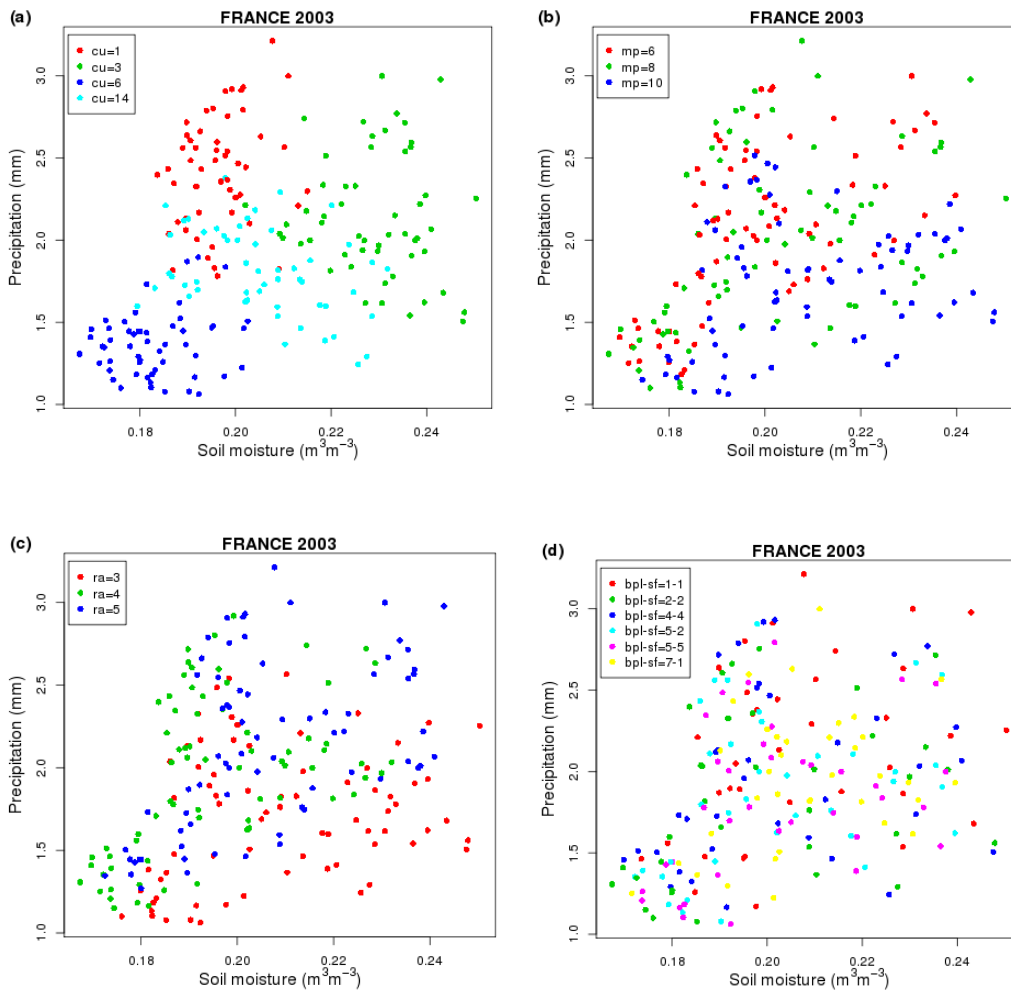 (a)
FRANCE 2003
cu=1
cu=3
cu=6
cu=14
Precipitation (mm)
3.0
2.5
2.0
1.5
1.0
0.18 0.20 0.22 0.24
Soil moisture (m³m⁻³)
(b)
FRANCE 2003
mp=6
mp=8
mp=10
Precipitation (mm)
3.0
2.5
2.0
1.5
1.0
0.18 0.20 0.22 0.24
Soil moisture (m³m⁻³)
(c)
FRANCE 2003
ra=3
ra=4
ra=5
Precipitation (mm)
3.0
2.5
2.0
1.5
1.0
0.18 0.20 0.22 0.24
Soil moisture (m³m⁻³)
(d)
FRANCE 2003
bpl-sf=1-1
bpl-sf=2-2
bpl-sf=4-4
bpl-sf=5-2
bpl-sf=5-5
bpl-sf=7-1
Precipitation (mm)
3.0
2.5
2.0
1.5
1.0
0.18 0.20 0.22 0.24
Soil moisture (m³m⁻³)